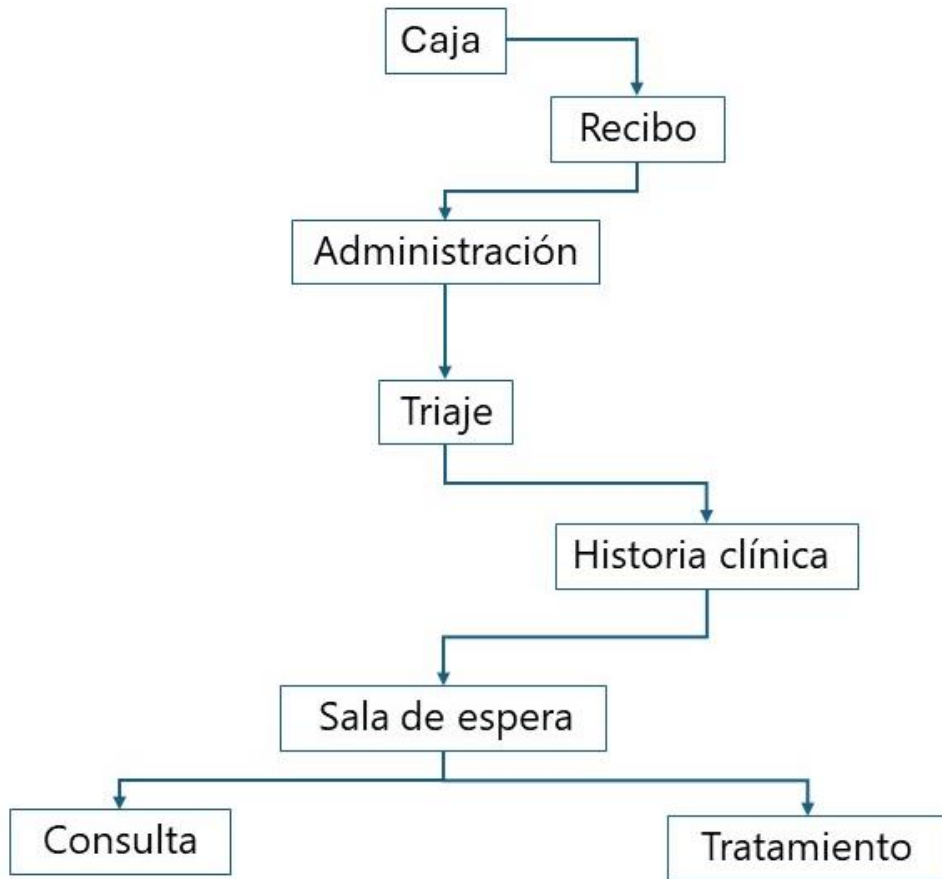 Caja
Recibo
Administración
Triaje
Historia clínica
Sala de espera
Consulta
Tratamiento